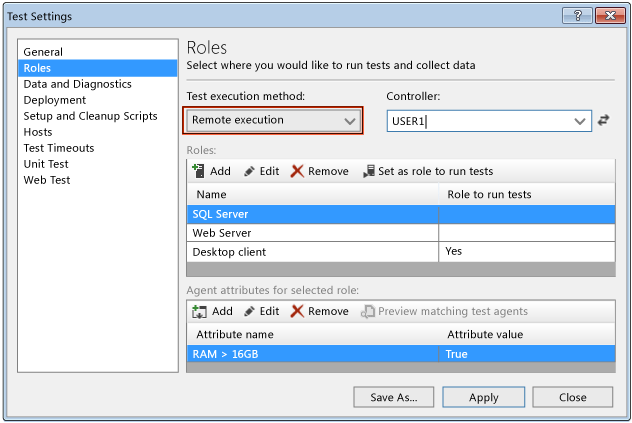 Test Settings
?
General
Roles
Data and Diagnostics
Deployment
Setup and Cleanup Scripts
Hosts
Test Timeouts
Unit Test
Web Test
Roles
Select where you would like to run tests and collect data
Test execution method: Controller:
Remote execution USER1
Roles:
Add Edit Remove Set as role to run tests
Name Role to run tests
SQL Server
Web Server
Desktop client Yes
Agent attributes for selected role:
Add Edit Remove Preview matching test agents
Attribute name Attribute value
RAM > 16GB True
Save As... Apply Close